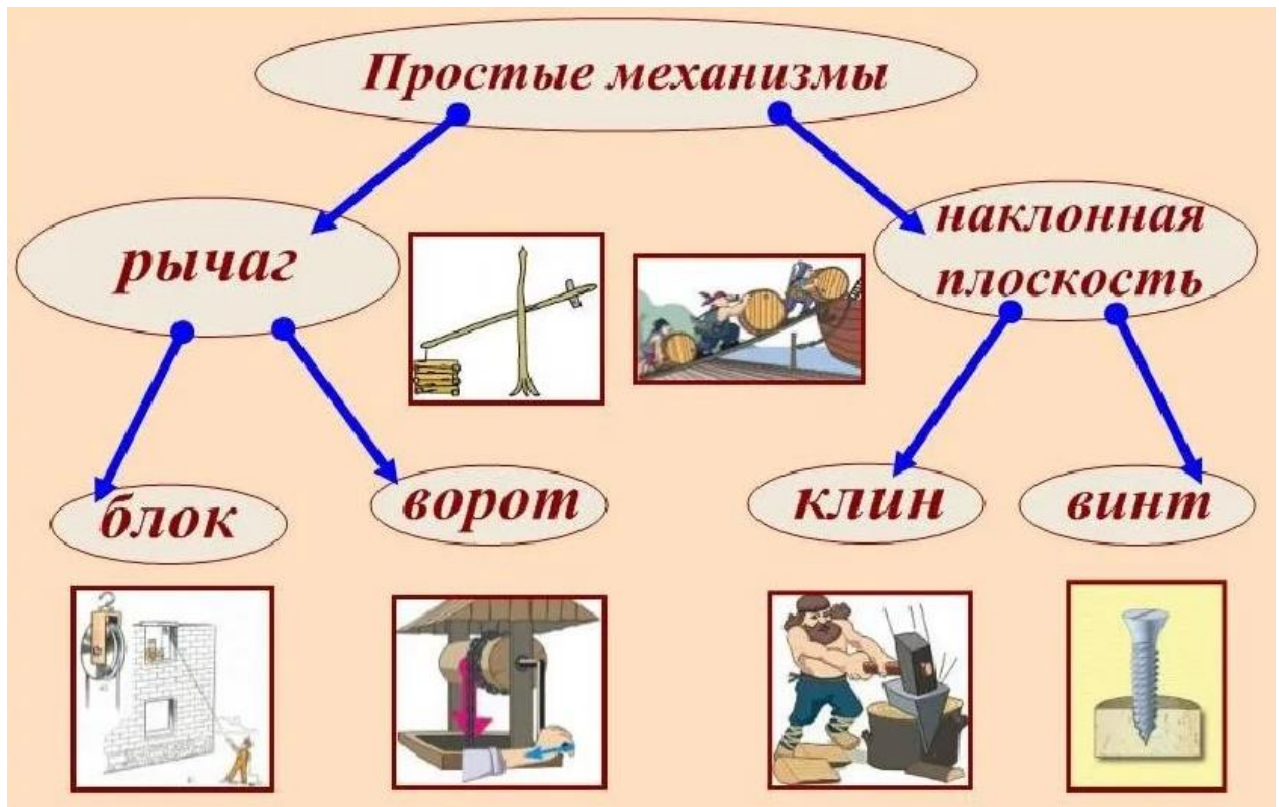 Простые механизмы
рычаг
наклонная
плоскость
блок
ворот
клин
винт